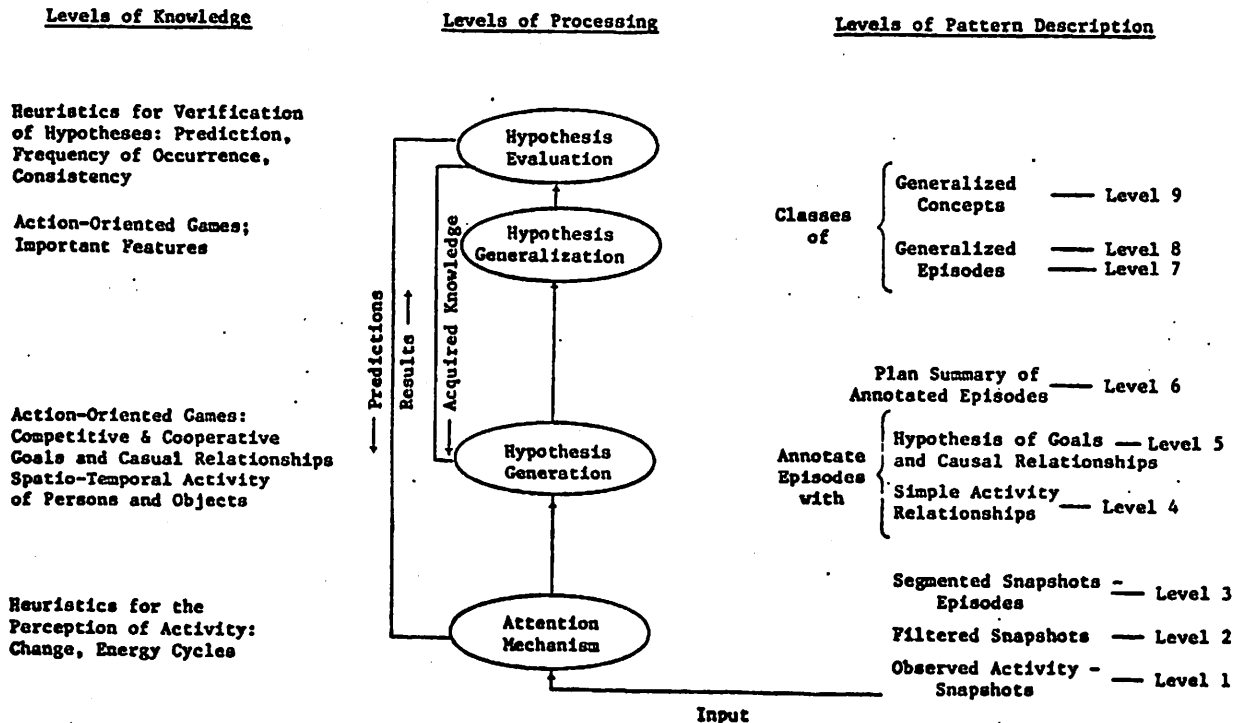 Levels of Knowledge
Levels of Processing
Levels of Pattern Description
Heuristics for Verification
of Hypotheses: Prediction,
Frequency of Occurrence,
Consistency
Action-Oriented Games;
Important Features
Action-Oriented Games:
Competitive & Cooperative
Goals and Casual Relationships
Spatio-Temporal Activity
of Persons and Objects
Heuristics for the
Perception of Activity:
Change, Energy Cycles
Hypothesis
Evaluation
Hypothesis
Generalization
Predictions
Results
Acquired Knowledge
Hypothesis
Generation
Attention
Mechanism
Input
Classes
of
Generalized
Concepts — Level 9
Generalized — Level 8
Episodes — Level 7
Plan Summary of
Annotated Episodes — Level 6
Annotate
Episodes
with
Hypothesis of Goals — Level 5
and Causal Relationships
Simple Activity
Relationships — Level 4
Segmented Snapshots -
Episodes — Level 3
Filtered Snapshots — Level 2
Observed Activity -
Snapshots — Level 1